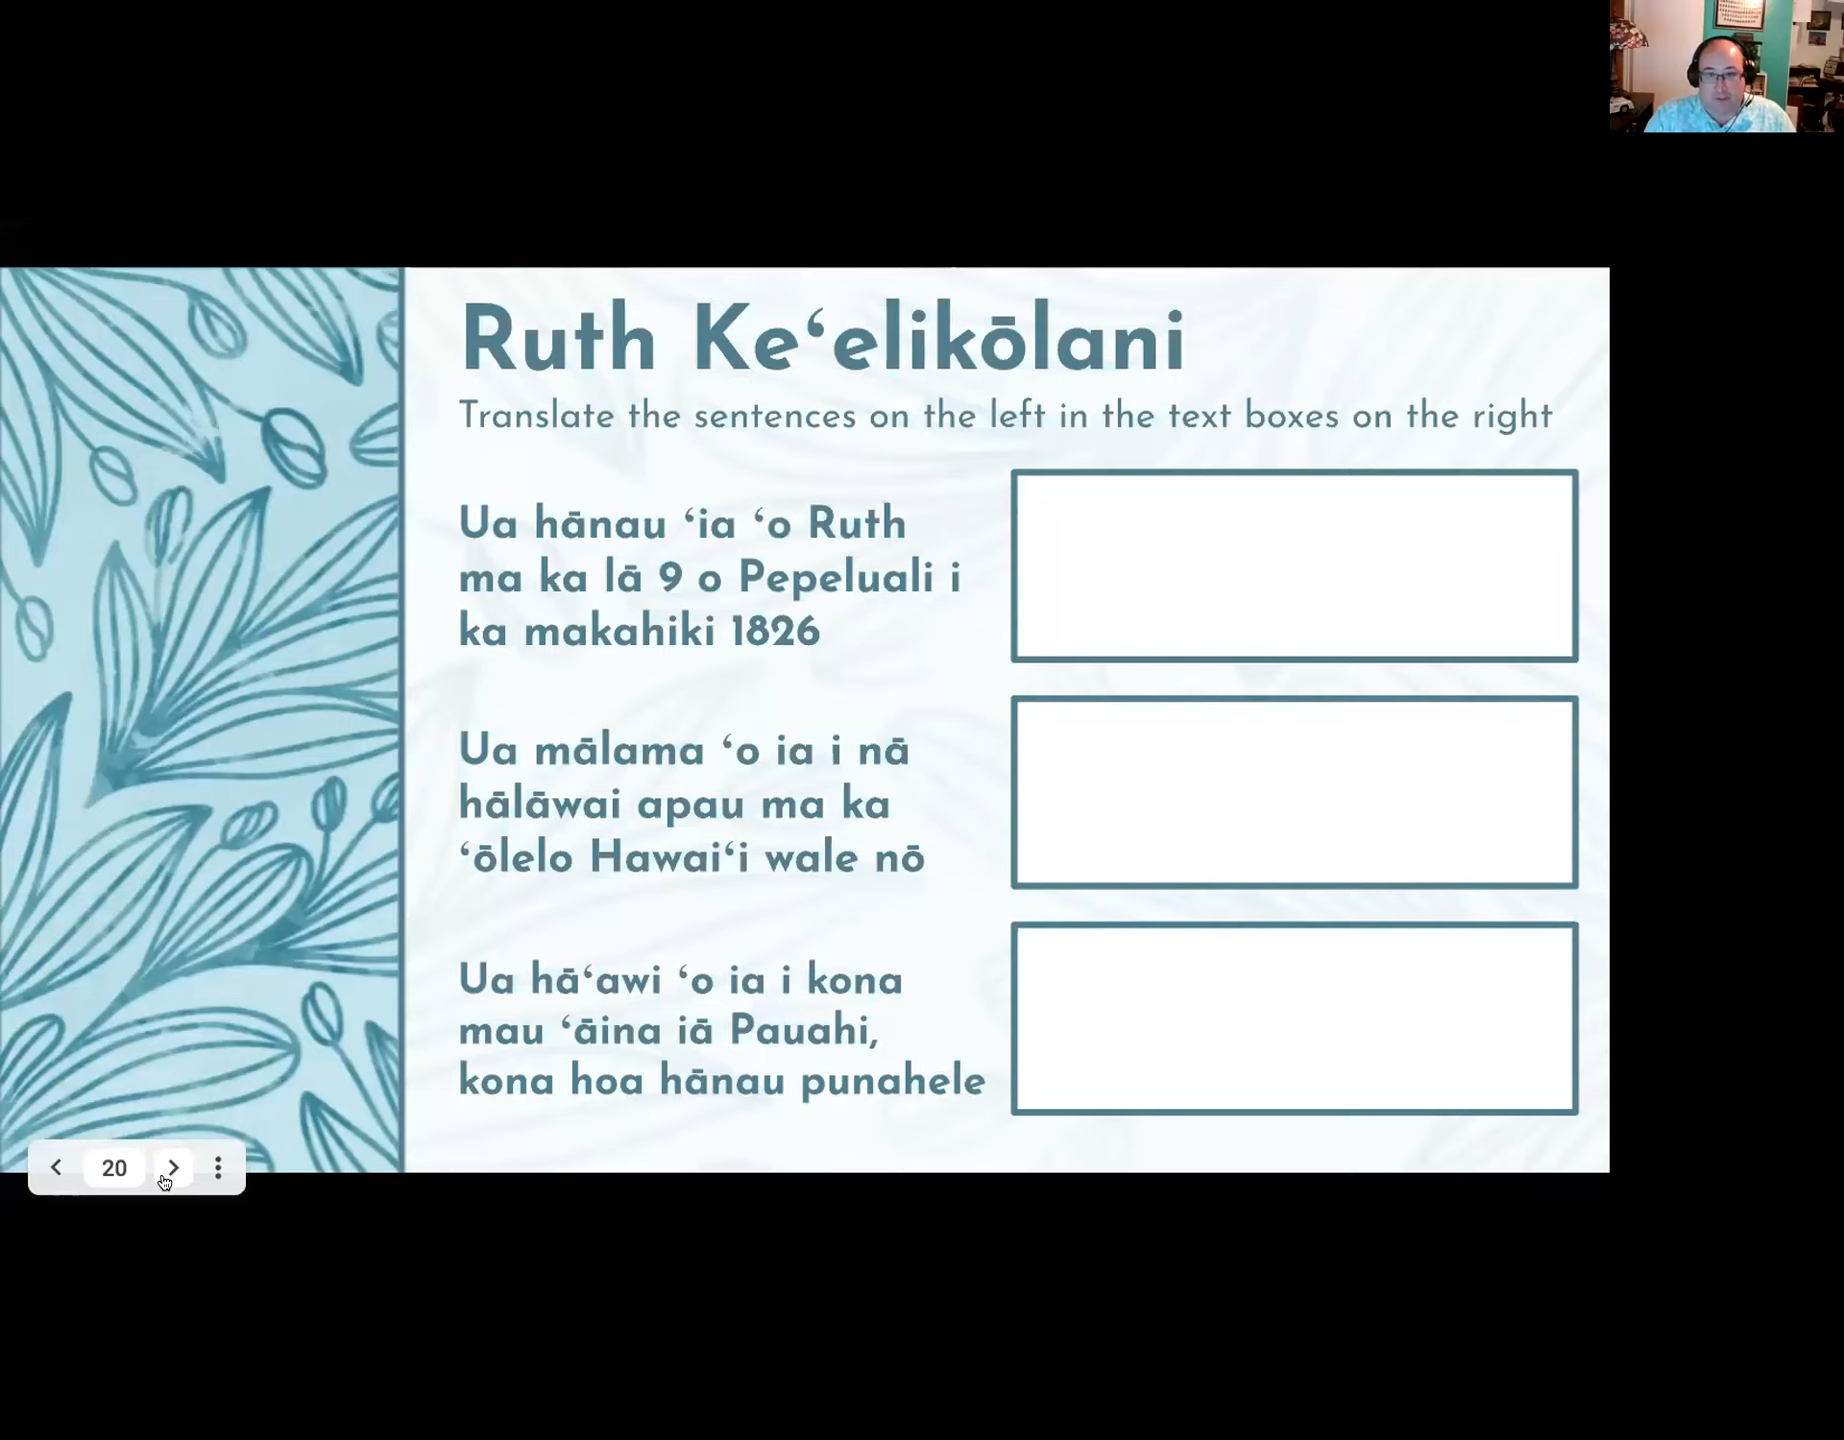 Ruth Keʻelikōlani
Translate the sentences on the left in the text boxes on the right
Ua hānau ʻia ʻo Ruth
ma ka lā 9 o Pepeluali i
ka makahiki 1826
Ua mālama ʻo ia i nā
hālāwai apau ma ka
ʻōlelo Hawaiʻi wale nō
Ua hāʻawi ʻo ia i kona
mau ʻāina iā Pauahi,
kona hoa hānau punahele
20